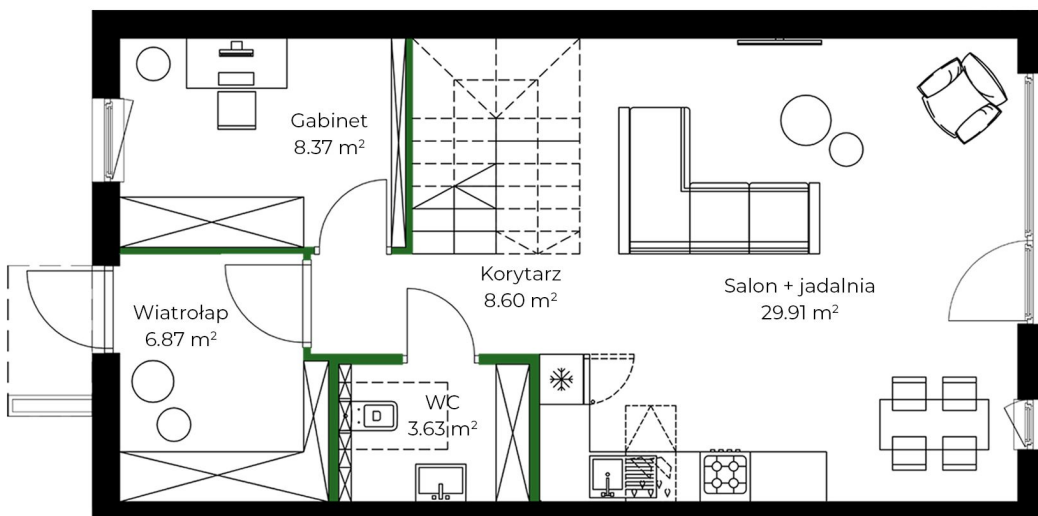 Gabinet
8.37 m²
Korytarz
8.60 m²
Salon + jadalnia
29.91 m²
Wiatrołap
6.87 m²
WC
3.63 m²